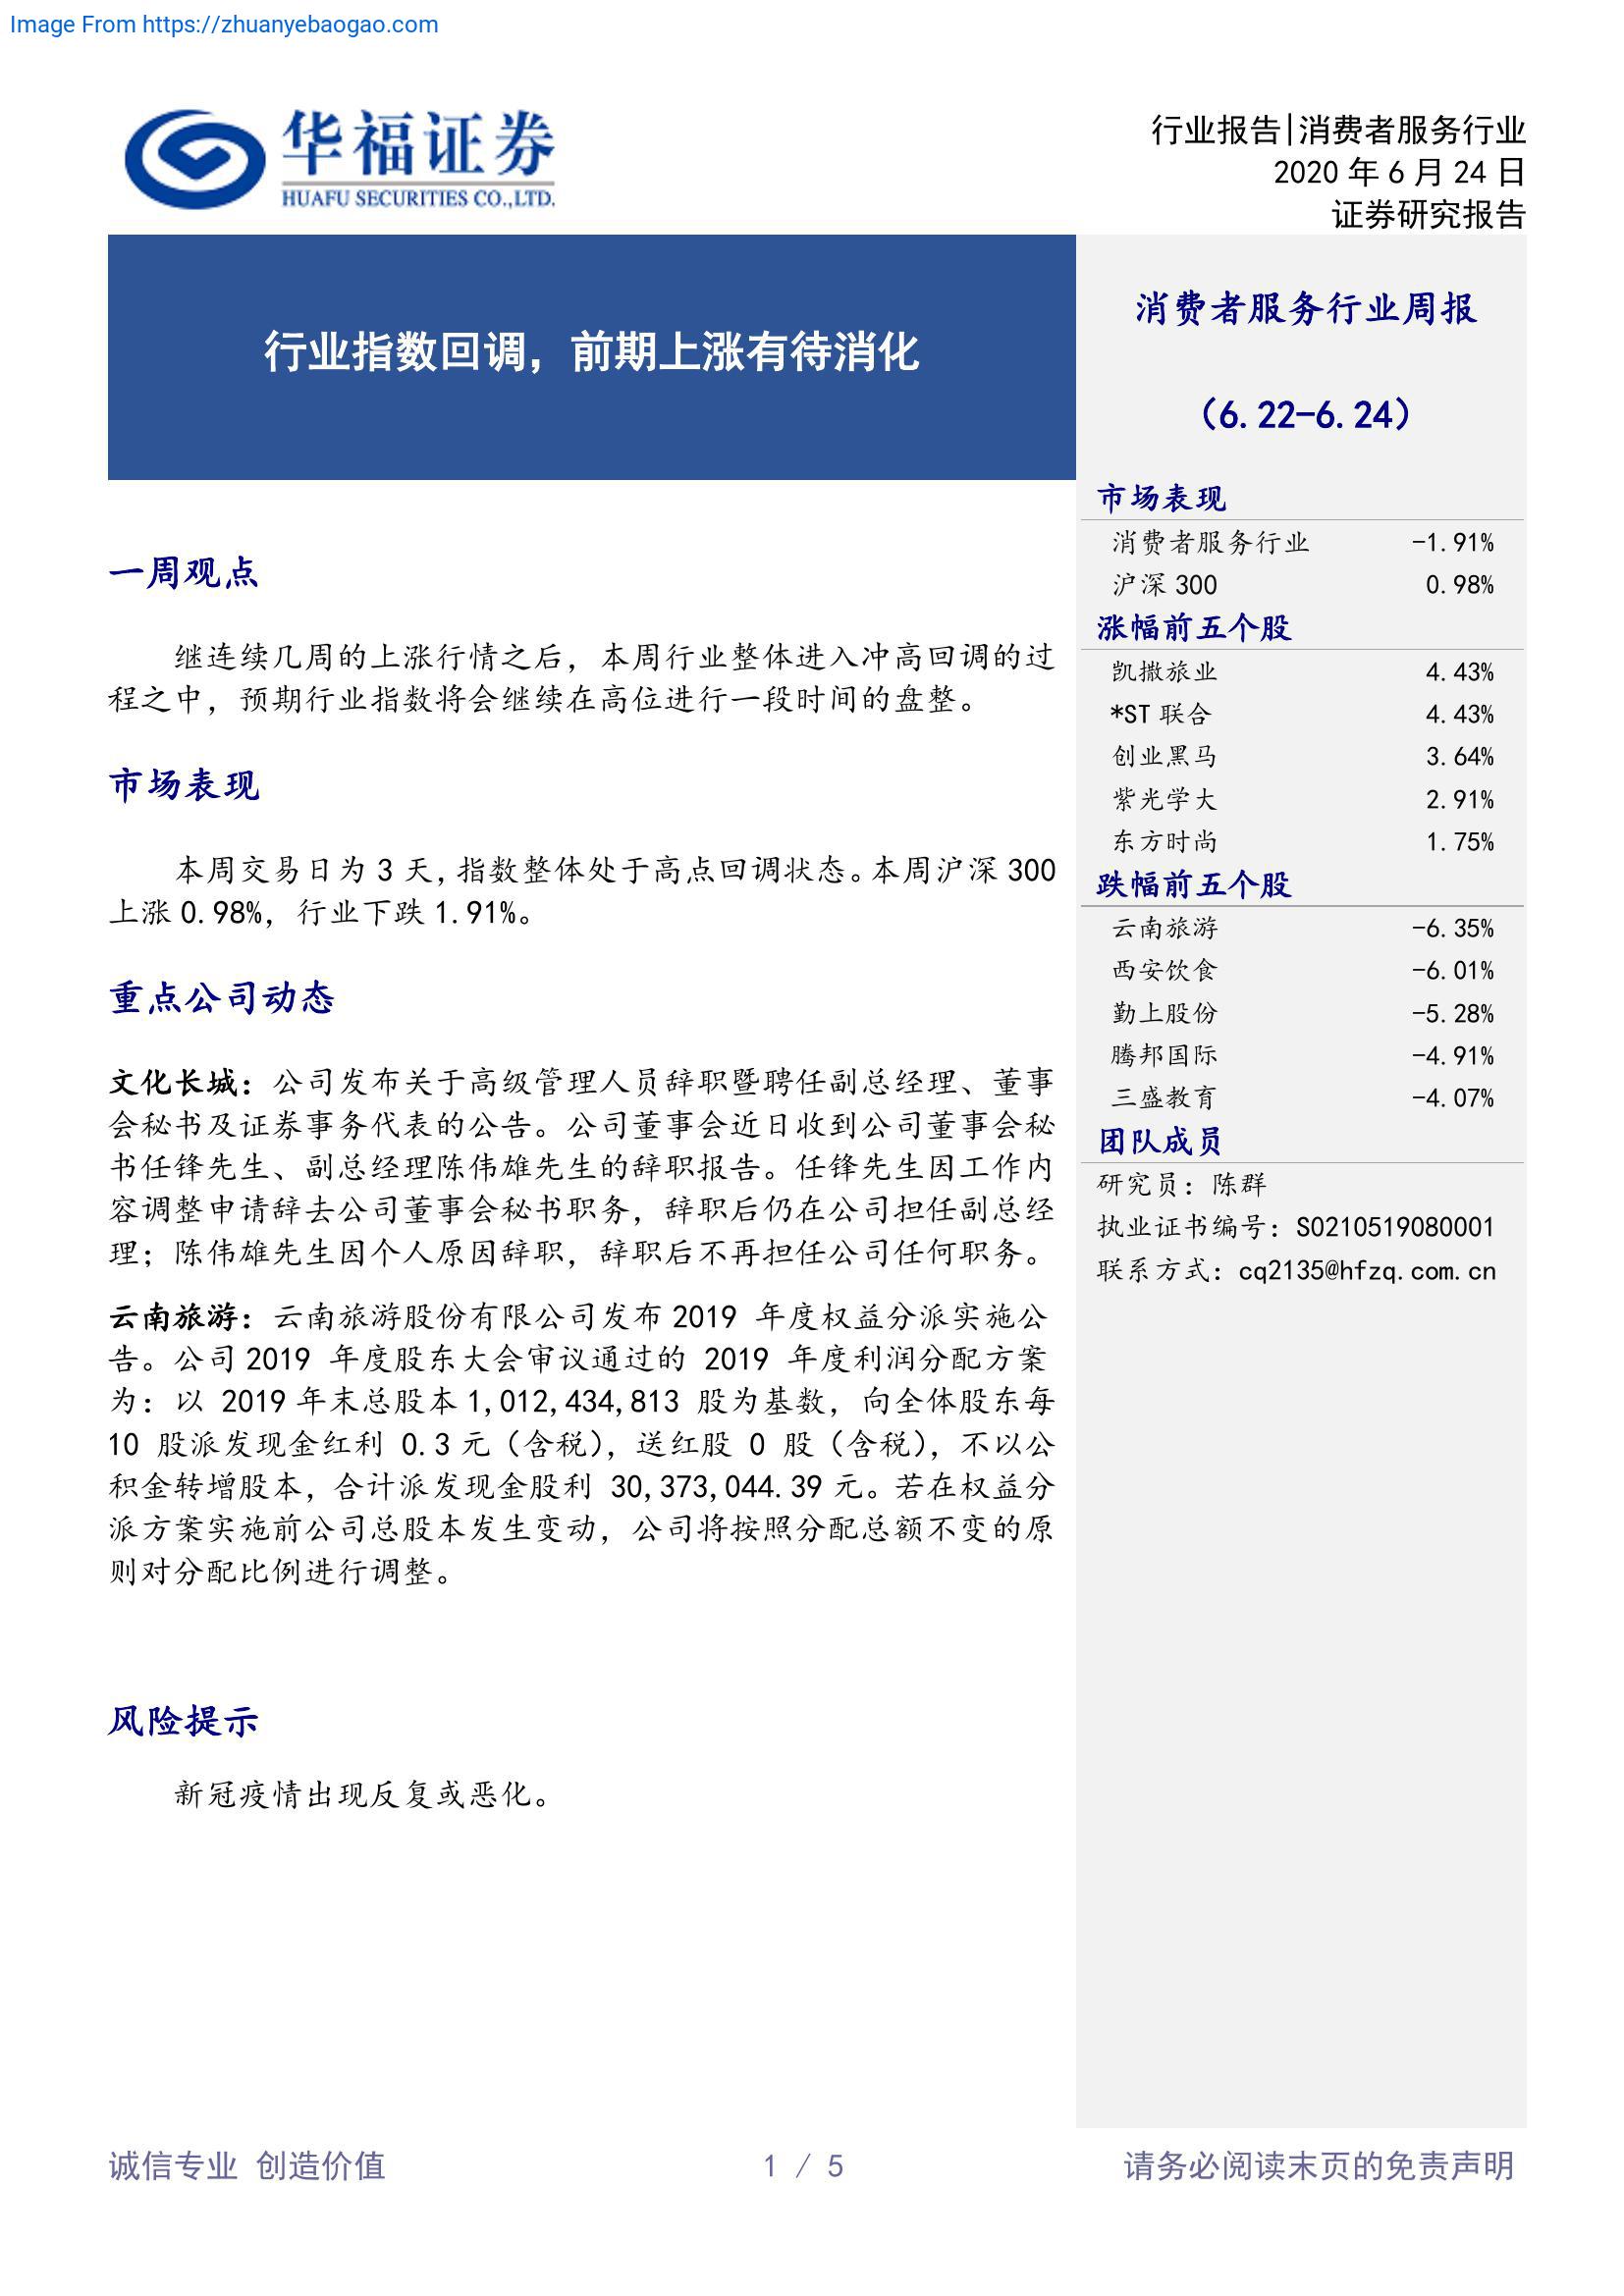 Image From https://zhuanyebaogao.com
华福证券
HUAFU SECURITIES CO.,LTD.
行业报告|消费者服务行业
2020 年 6 月 24 日
证券研究报告
行业指数回调，前期上涨有待消化
一周观点
继连续几周的上涨行情之后，本周行业整体进入冲高回调的过
程之中，预期行业指数将会继续在高位进行一段时间的盘整。
市场表现
本周交易日为 3 天，指数整体处于高点回调状态。本周沪深 300
上涨 0.98%，行业下跌 1.91%。
重点公司动态
文化长城：公司发布关于高级管理人员辞职暨聘任副总经理、董事
会秘书及证券事务代表的公告。公司董事会近日收到公司董事会秘
书任锋先生、副总经理陈伟雄先生的辞职报告。任锋先生因工作内
容调整申请辞去公司董事会秘书职务，辞职后仍在公司担任副总经
理；陈伟雄先生因个人原因辞职，辞职后不再担任公司任何职务。
云南旅游：云南旅游股份有限公司发布 2019 年度权益分派实施公
告。公司 2019 年度股东大会审议通过的 2019 年度利润分配方案
为：以 2019 年末总股本 1,012,434,813 股为基数，向全体股东每
10 股派发现金红利 0.3 元（含税），送红股 0 股（含税），不以公
积金转增股本，合计派发现金股利 30,373,044.39 元。若在权益分
派方案实施前公司总股本发生变动，公司将按照分配总额不变的原
则对分配比例进行调整。
风险提示
新冠疫情出现反复或恶化。
消费者服务行业周报
（6.22-6.24）
市场表现
消费者服务行业 -1.91%
沪深 300 0.98%
涨幅前五个股
凯撒旅业 4.43%
*ST 联合 4.43%
创业黑马 3.64%
紫光学大 2.91%
东方时尚 1.75%
跌幅前五个股
云南旅游 -6.35%
西安饮食 -6.01%
勤上股份 -5.28%
腾邦国际 -4.91%
三盛教育 -4.07%
团队成员
研究员：陈群
执业证书编号：S0210519080001
联系方式：cq2135@hfzq.com.cn
诚信专业 创造价值
1 / 5
请务必阅读末页的免责声明